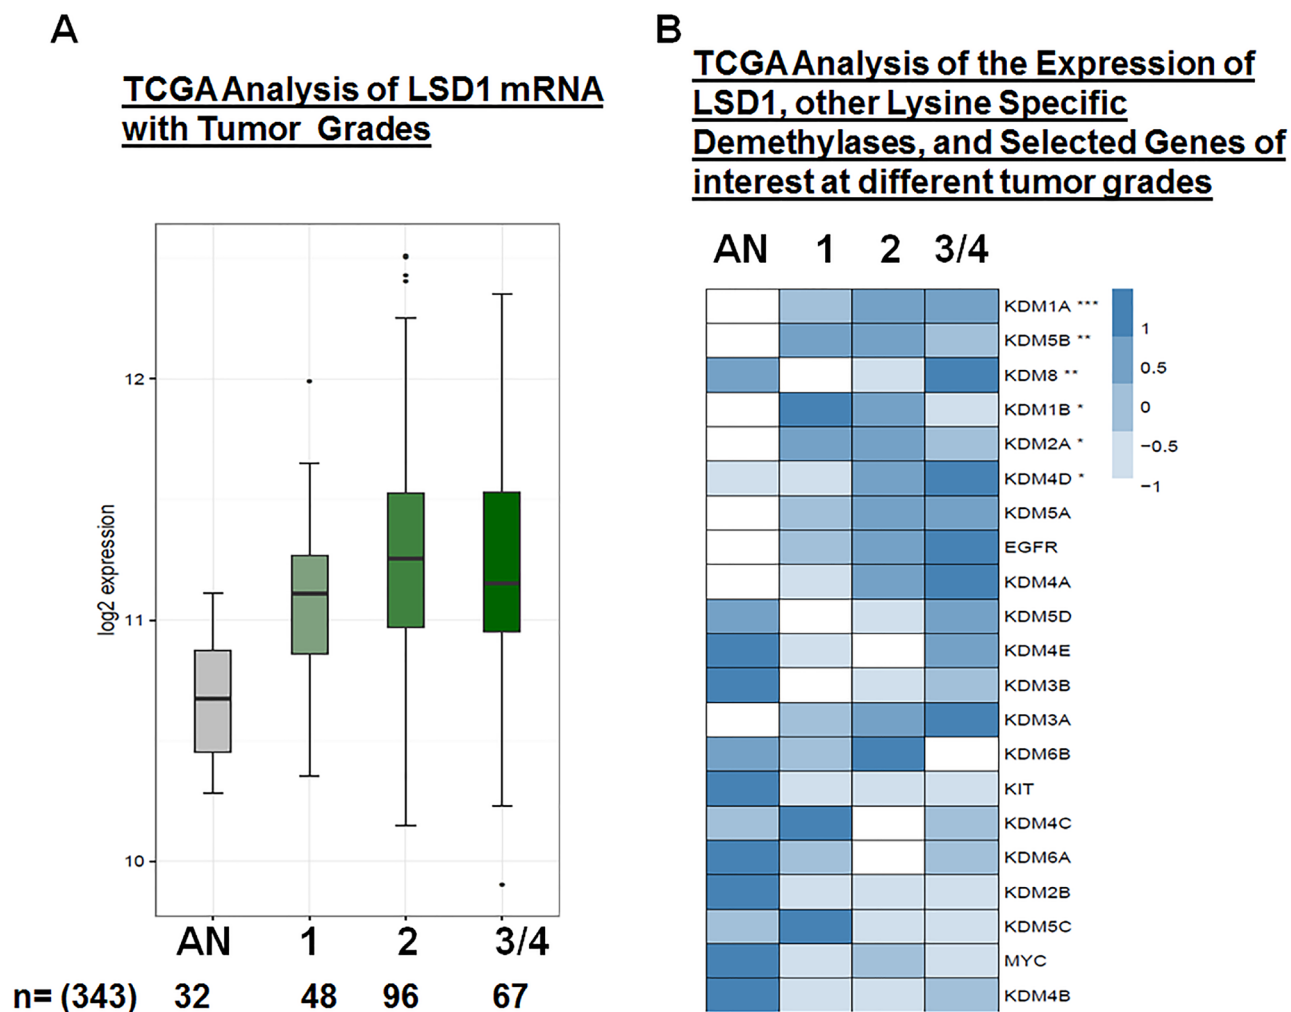 A
TCGA Analysis of LSD1 mRNA
with Tumor Grades
log2 expression
12
11
10
AN 1 2 3/4
n= (343) 32 48 96 67
B
TCGA Analysis of the Expression of
LSD1, other Lysine Specific
Demethylases, and Selected Genes of
interest at different tumor grades
AN 1 2 3/4
KDM1A ***
KDM5B **
KDM8 **
KDM1B *
KDM2A *
KDM4D *
KDM5A
EGFR
KDM4A
KDM5D
KDM4E
KDM3B
KDM3A
KDM6B
KIT
KDM4C
KDM6A
KDM2B
KDM5C
MYC
KDM4B
1
0.5
0
−0.5
−1